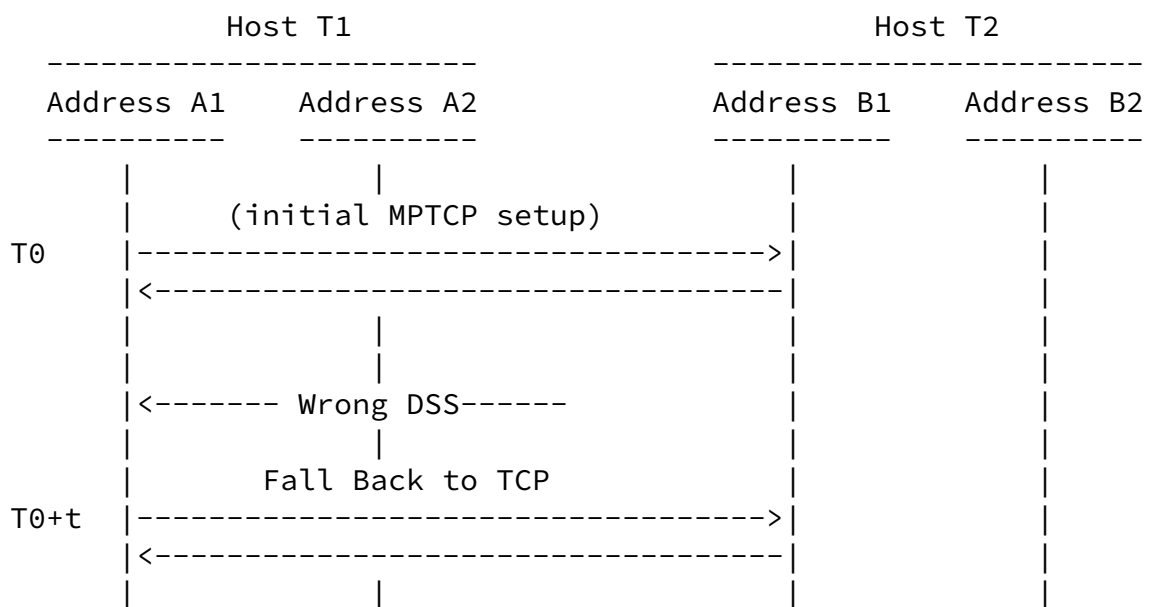 Host T1 Host T2
Address A1 Address A2 Address B1 Address B2
(initial MPTCP setup)
T0
Wrong DSS
Fall Back to TCP
T0+t